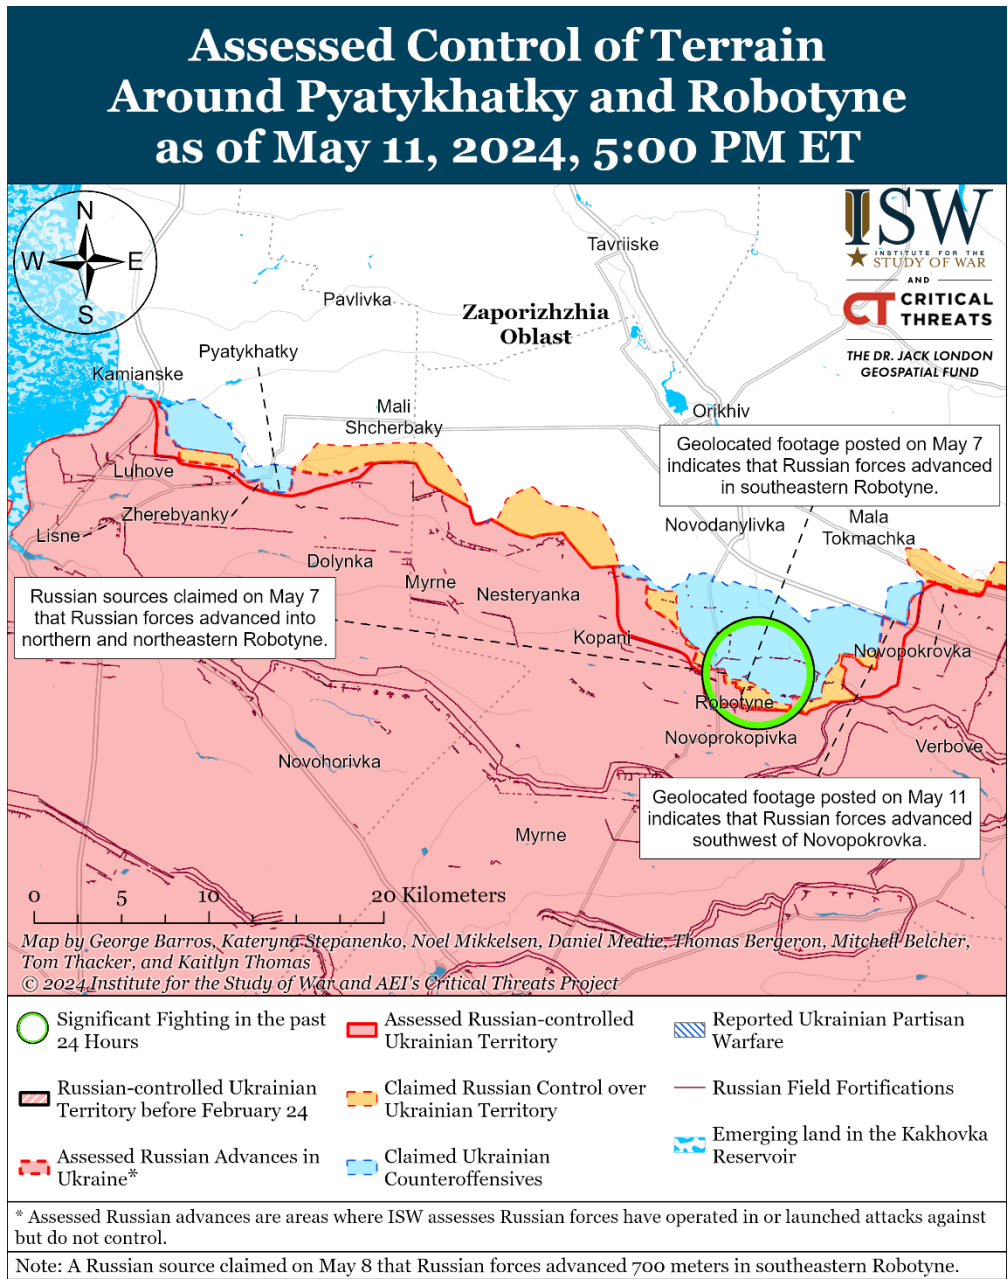 Assessed Control of Terrain
Around Pyatykhatky and Robotyne
as of May 11, 2024, 5:00 PM ET
N
W
E
S
ISW
INSTITUTE FOR THE
STUDY OF WAR
AND
CT CRITICAL
THREATS
THE DR. JACK LONDON
GEOSPATIAL FUND
Tavriiske
Pavlivka
Zaporizhzhia
Oblast
Pyatykhatky
Kamianske
Mali
Shcherbaky
Orikhiv
Geolocated footage posted on May 7
indicates that Russian forces advanced
in southeastern Robotyne.
Luhove
Zherebyanky
Lisne
Novodanylivka
Mala
Tokmachka
Dolynka
Myrne
Nesteryanka
Russian sources claimed on May 7
that Russian forces advanced into
northern and northeastern Robotyne.
Kopani
Novopokrovka
Robotyne
Novoprokopivka
Verbove
Novohorivka
Geolocated footage posted on May 11
indicates that Russian forces advanced
southwest of Novopokrovka.
Myrne
0 5 10 20 Kilometers
Map by George Barros, Kateryna Stepanenko, Noel Mikkelsen, Daniel Mealie, Thomas Bergeron, Mitchell Belcher,
Tom Thacker, and Kaitlyn Thomas
© 2024 Institute for the Study of War and AEI's Critical Threats Project
Significant Fighting in the past
24 Hours
Russian-controlled Ukrainian
Territory before February 24
Assessed Russian Advances in
Ukraine*
Assessed Russian-controlled
Ukrainian Territory
Claimed Russian Control over
Ukrainian Territory
Claimed Ukrainian
Counteroffensives
Reported Ukrainian Partisan
Warfare
Russian Field Fortifications
Emerging land in the Kakhovka
Reservoir
* Assessed Russian advances are areas where ISW assesses Russian forces have operated in or launched attacks against
but do not control.
Note: A Russian source claimed on May 8 that Russian forces advanced 700 meters in southeastern Robotyne.